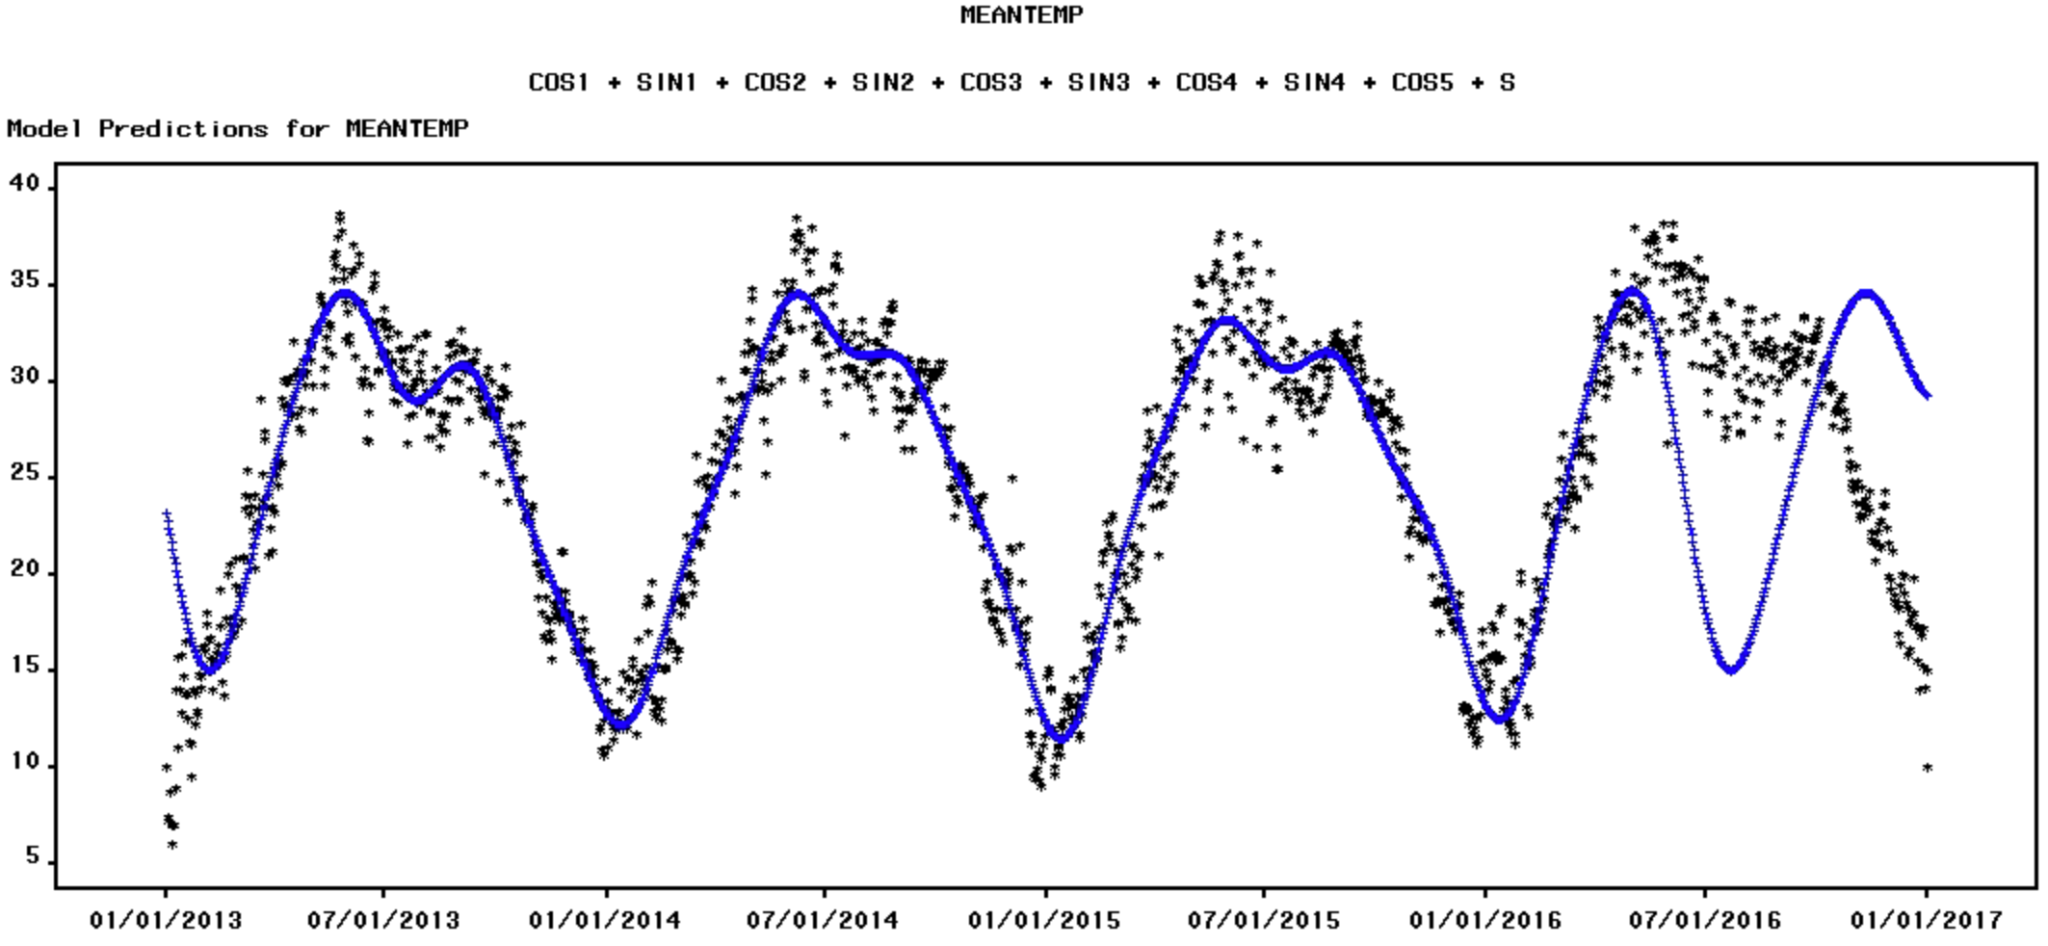 MEANTEMP
COS1 + SIN1 + COS2 + SIN2 + COS3 + SIN3 + COS4 + SIN4 + COS5 + S
Model Predictions for MEANTEMP
40
35
30
25
20
15
10
5
01/01/2013 07/01/2013 01/01/2014 07/01/2014 01/01/2015 07/01/2015 01/01/2016 07/01/2016 01/01/2017